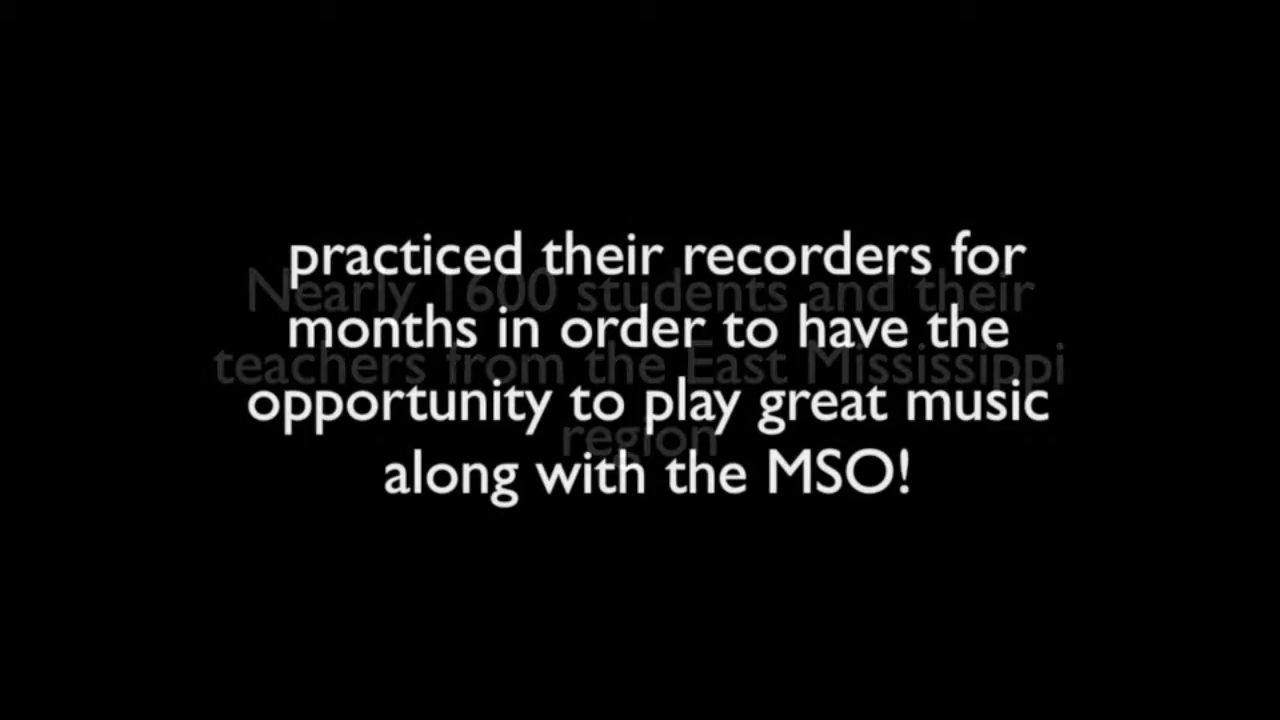 Nearly 1600 students and their
teachers from the East Mississippi
region
practiced their recorders for
months in order to have the
opportunity to play great music
along with the MSO!